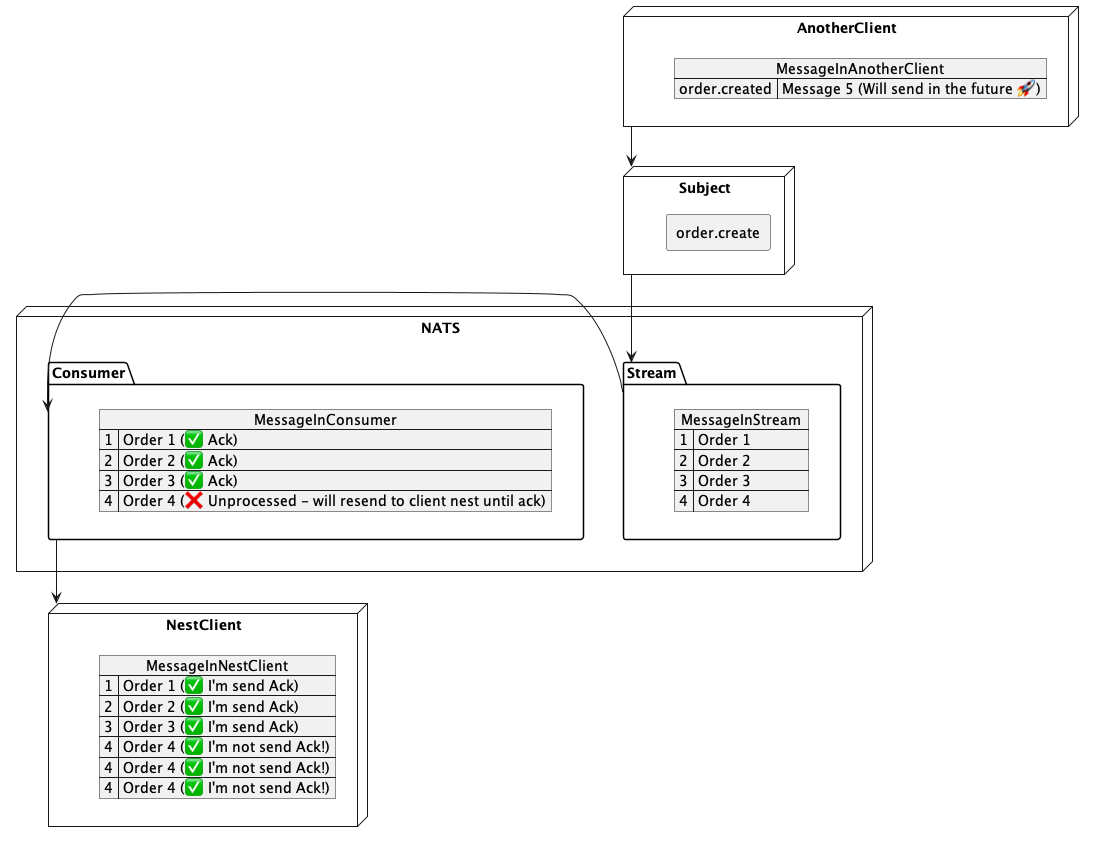 AnotherClient
MessageInAnotherClient
order.created Message 5 (Will send in the future 🚀)
Subject
order.create
NATS
Consumer
MessageInConsumer
1 Order 1 (✅ Ack)
2 Order 2 (✅ Ack)
3 Order 3 (✅ Ack)
4 Order 4 (❌ Unprocessed - will resend to client nest until ack)
Stream
MessageInStream
1 Order 1
2 Order 2
3 Order 3
4 Order 4
NestClient
MessageInNestClient
1 Order 1 (✅ I'm send Ack)
2 Order 2 (✅ I'm send Ack)
3 Order 3 (✅ I'm send Ack)
4 Order 4 (✅ I'm not send Ack!)
4 Order 4 (✅ I'm not send Ack!)
4 Order 4 (✅ I'm not send Ack!)